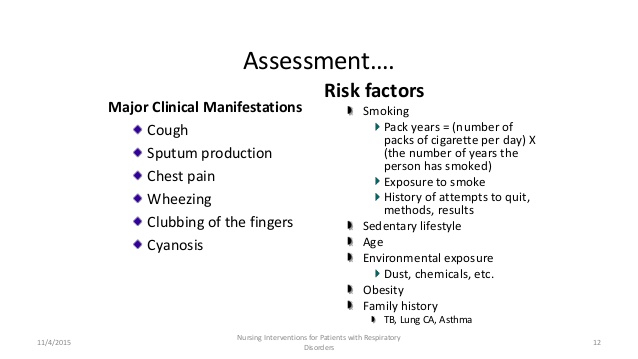 Assessment....
Major Clinical Manifestations
Cough
Sputum production
Chest pain
Wheezing
Clubbing of the fingers
Cyanosis
Risk factors
Smoking
Pack years = (number of
packs of cigarette per day) X
(the number of years the
person has smoked)
Exposure to smoke
History of attempts to quit,
methods, results
Sedentary lifestyle
Age
Environmental exposure
Dust, chemicals, etc.
Obesity
Family history
TB, Lung CA, Asthma
11/4/2015
Nursing Interventions for Patients with Respiratory
Disorders
12